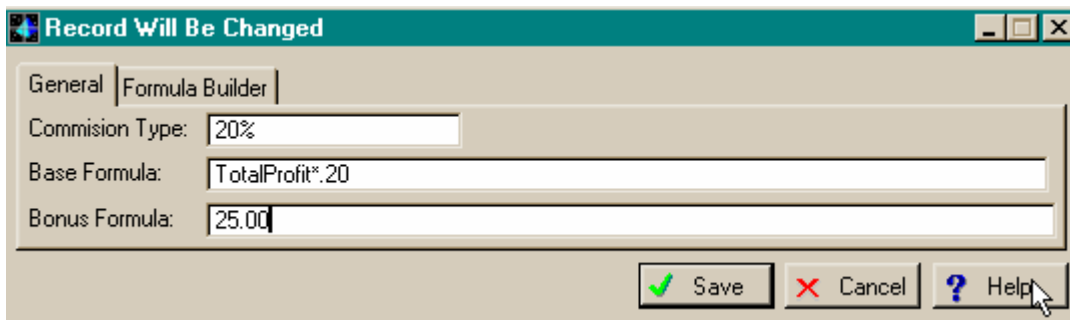 Record Will Be Changed
General Formula Builder
Commision Type: 20%
Base Formula: TotalProfit*.20
Bonus Formula: 25.00
Save Cancel ? Help